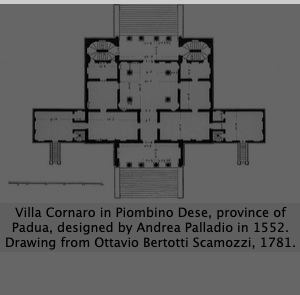 Villa Cornaro in Piombino Dese, province of
Padua, designed by Andrea Palladio in 1552.
Drawing from Ottavio Bertotti Scamozzi, 1781.